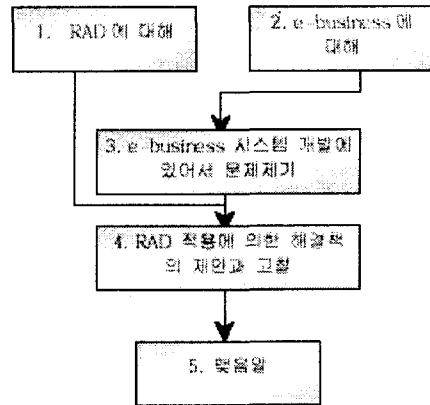 1. RAD에 대해
2. e-business에
대해
3. e-business 시스템 개발에
있어서 문제제기
4. RAD 적용에 의한 해결책
의 제안과 고찰
5. 맺음말